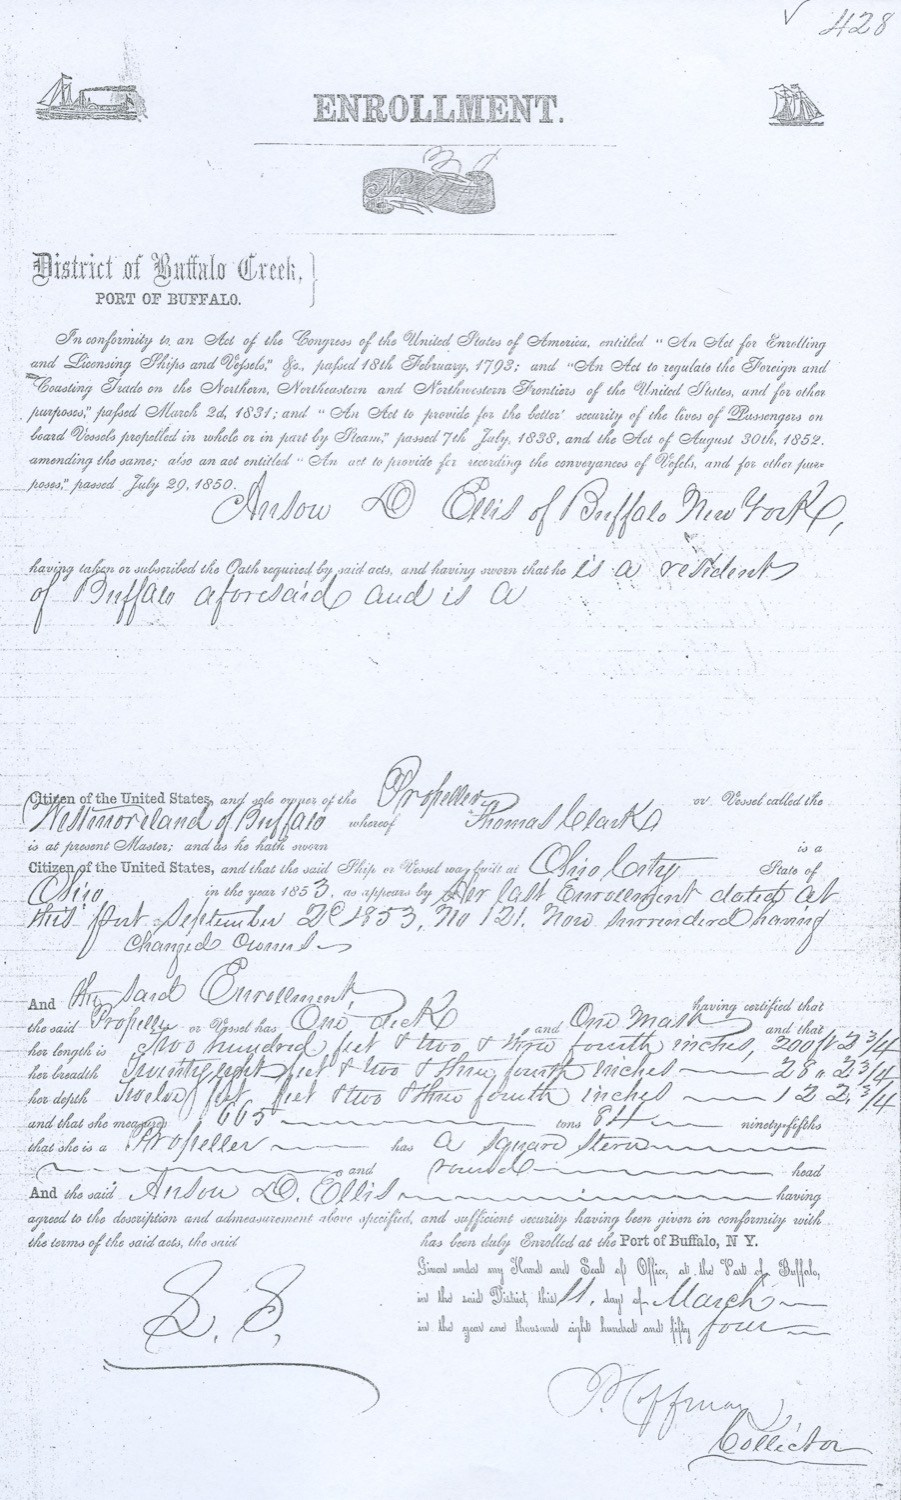 428
ENROLLMENT.
No
District of Buffalo Creek, }
PORT OF BUFFALO.
In conformity to an Act of the Congress of the United States of America, entitled "An Act for Enrolling
and Licensing Ships and Vessels," &c., passed 18th February, 1793; and "An Act to regulate the Foreign and
Coasting Trade on the Northern, Northeastern and Northwestern Frontiers of the United States, and for other
purposes," passed March 2d, 1831; and "An Act to provide for the better security of the lives of Passengers on
board Vessels propelled in whole or in part by Steam," passed 7th July, 1838, and the Act of August 30th, 1852,
amending the same; also an act entitled "An act to provide for recording the conveyances of Vessels, and for other pur-
poses," passed July 29, 1850.
Anson D Ellis of Buffalo New York,
having taken or subscribed the Oath required by said acts, and having sworn that he is a resident
of Buffalo aforesaid and is a
Citizen of the United States, and sole owner of the Propeller or Vessel called the
Westmoreland of Buffalo whereof Thomas Clark
is at present Master; and as he hath sworn is a
Citizen of the United States, and that the said Ship or Vessel was built at Ohio City State of
Ohio in the year 1853, as appears by Her last Enrollment dated at
this port September 2d 1853, No 121. Now surrendered having
Changed Owners
And the said Enrollment, having certified that
the said Propeller or Vessel has One deck and One Mast and that
her length is Two hundred feet & two & three fourth inches, 200 ft 2 3/4
her breadth Twenty eight feet & two & three fourth inches 28 " 2 3/4
her depth Twelve feet & two & three fourth inches 12 2 3/4
and that she measures 665 tons 84 ninety-fifths
that she is a Propeller has a square Stern
and round head
And the said Anson D. Ellis having
agreed to the description and admeasurement above specified, and sufficient security having been given in conformity with
the terms of the said acts, the said has been duly Enrolled at the Port of Buffalo, N Y.
Given under my Hand and Seal of Office, at the Port of Buffalo,
in the said District, this 11. day of March
in the year one thousand eight hundred and fifty four
L. S.
Hoffman
Collector